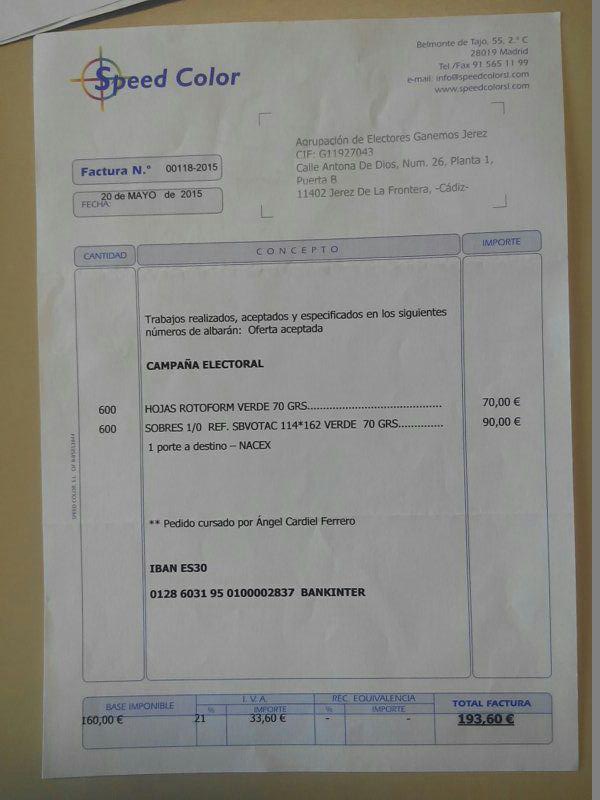 Speed Color
Belmonte de Tajo, 55, 2.º C
28019 Madrid
Tel /Fax 91 565 11 99
e-mail: info@speedcolorsl.com
www.speedcolorsl.com
Agrupación de Electores Ganemos Jerez
CIF: G11927043
Calle Antona De Dios, Num. 26, Planta 1,
Puerta B
11402 Jerez De La Frontera, -Cádiz-
Factura N.° 00118-2015
20 de MAYO de 2015
FECHA:
CANTIDAD CONCEPTO IMPORTE
Trabajos realizados, aceptados y especificados en los siguientes
números de albarán: Oferta aceptada
CAMPAÑA ELECTORAL
600 HOJAS ROTOFORM VERDE 70 GRS.......................................... 70,00 €
600 SOBRES 1/0 REF. SBVOTAC 114*162 VERDE 70 GRS.............. 90,00 €
1 porte a destino – NACEX
** Pedido cursado por Ángel Cardiel Ferrero
IBAN ES30
0128 6031 95 0100002837 BANKINTER
BASE IMPONIBLE I. V. A. REC. EQUIVALENCIA TOTAL FACTURA
% IMPORTE % IMPORTE
160,00 € 21 33,60 € - - 193,60 €